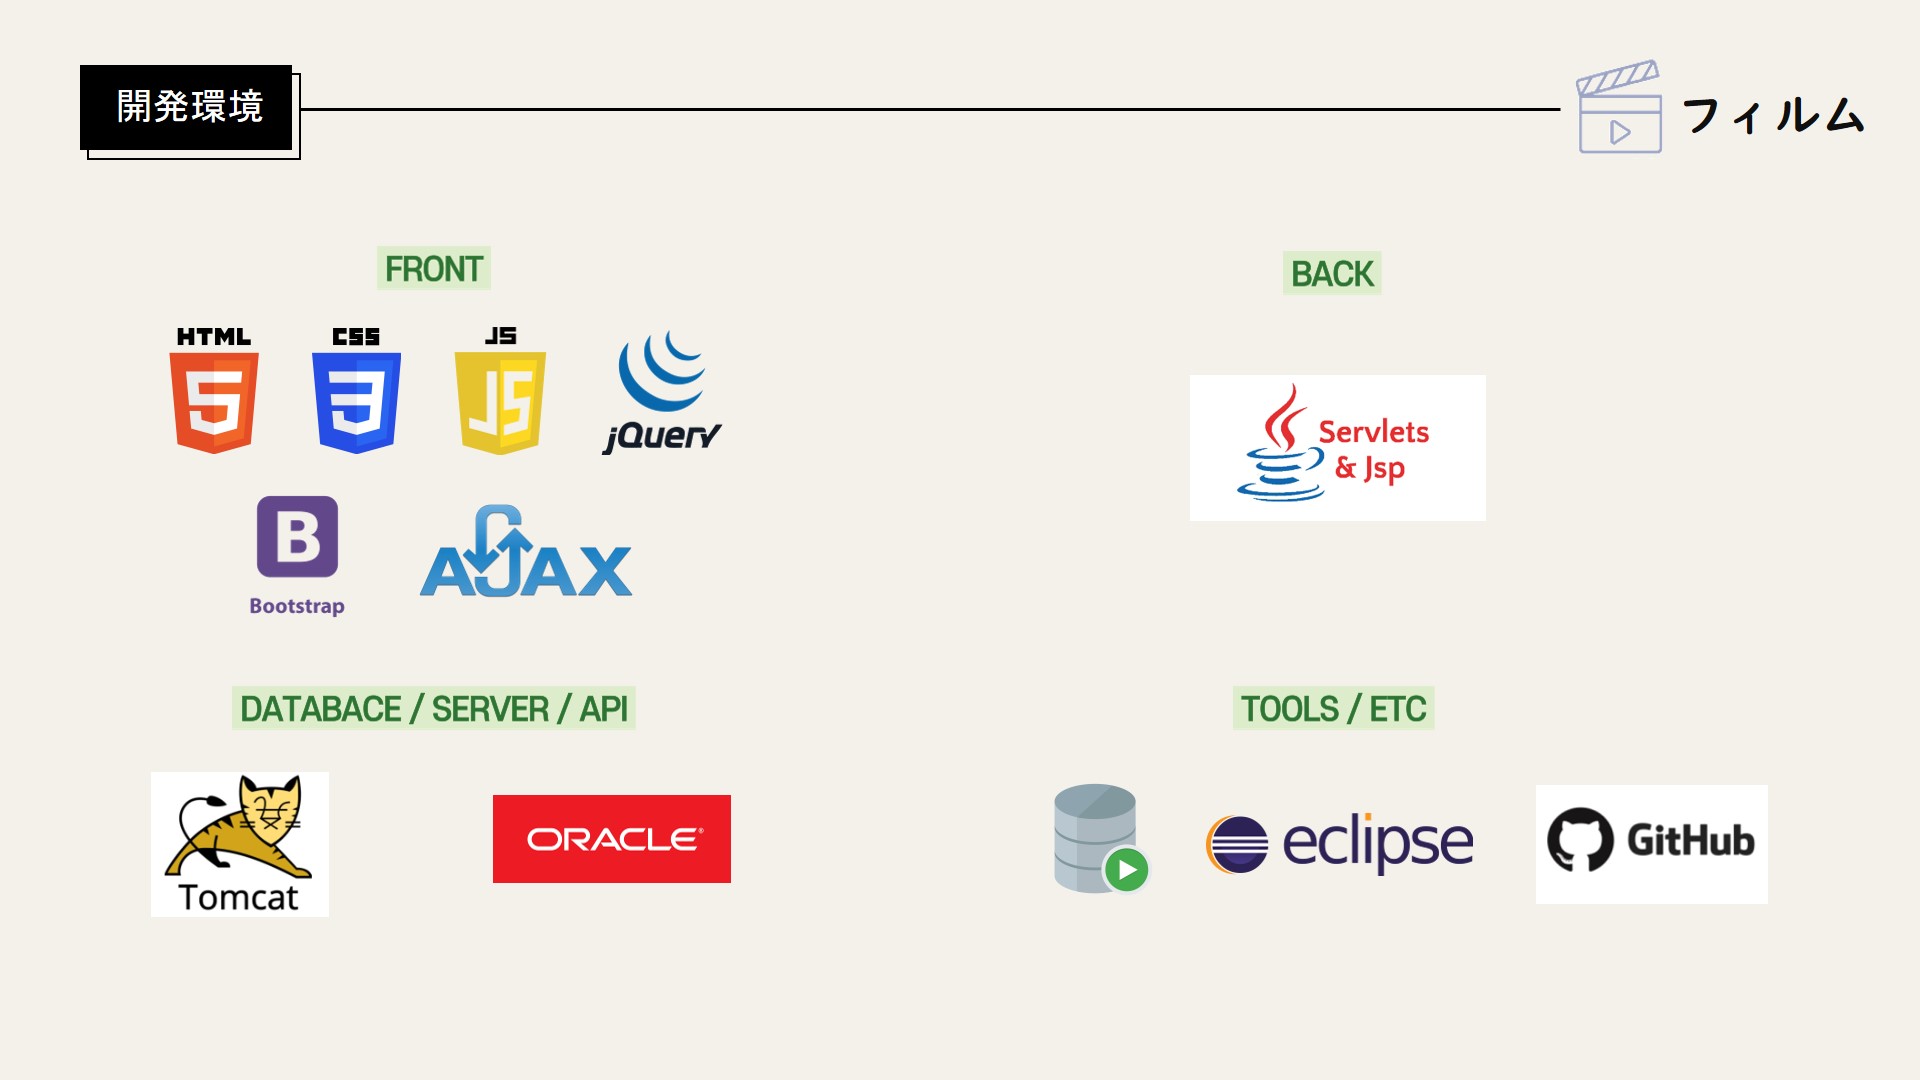 開発環境
フィルム
FRONT
HTML
CSS
JS
JS
jQuery
B
Bootstrap
AJAX
BACK
Servlets
& Jsp
DATABACE / SERVER / API
Tomcat
ORACLE®
TOOLS / ETC
eclipse
GitHub